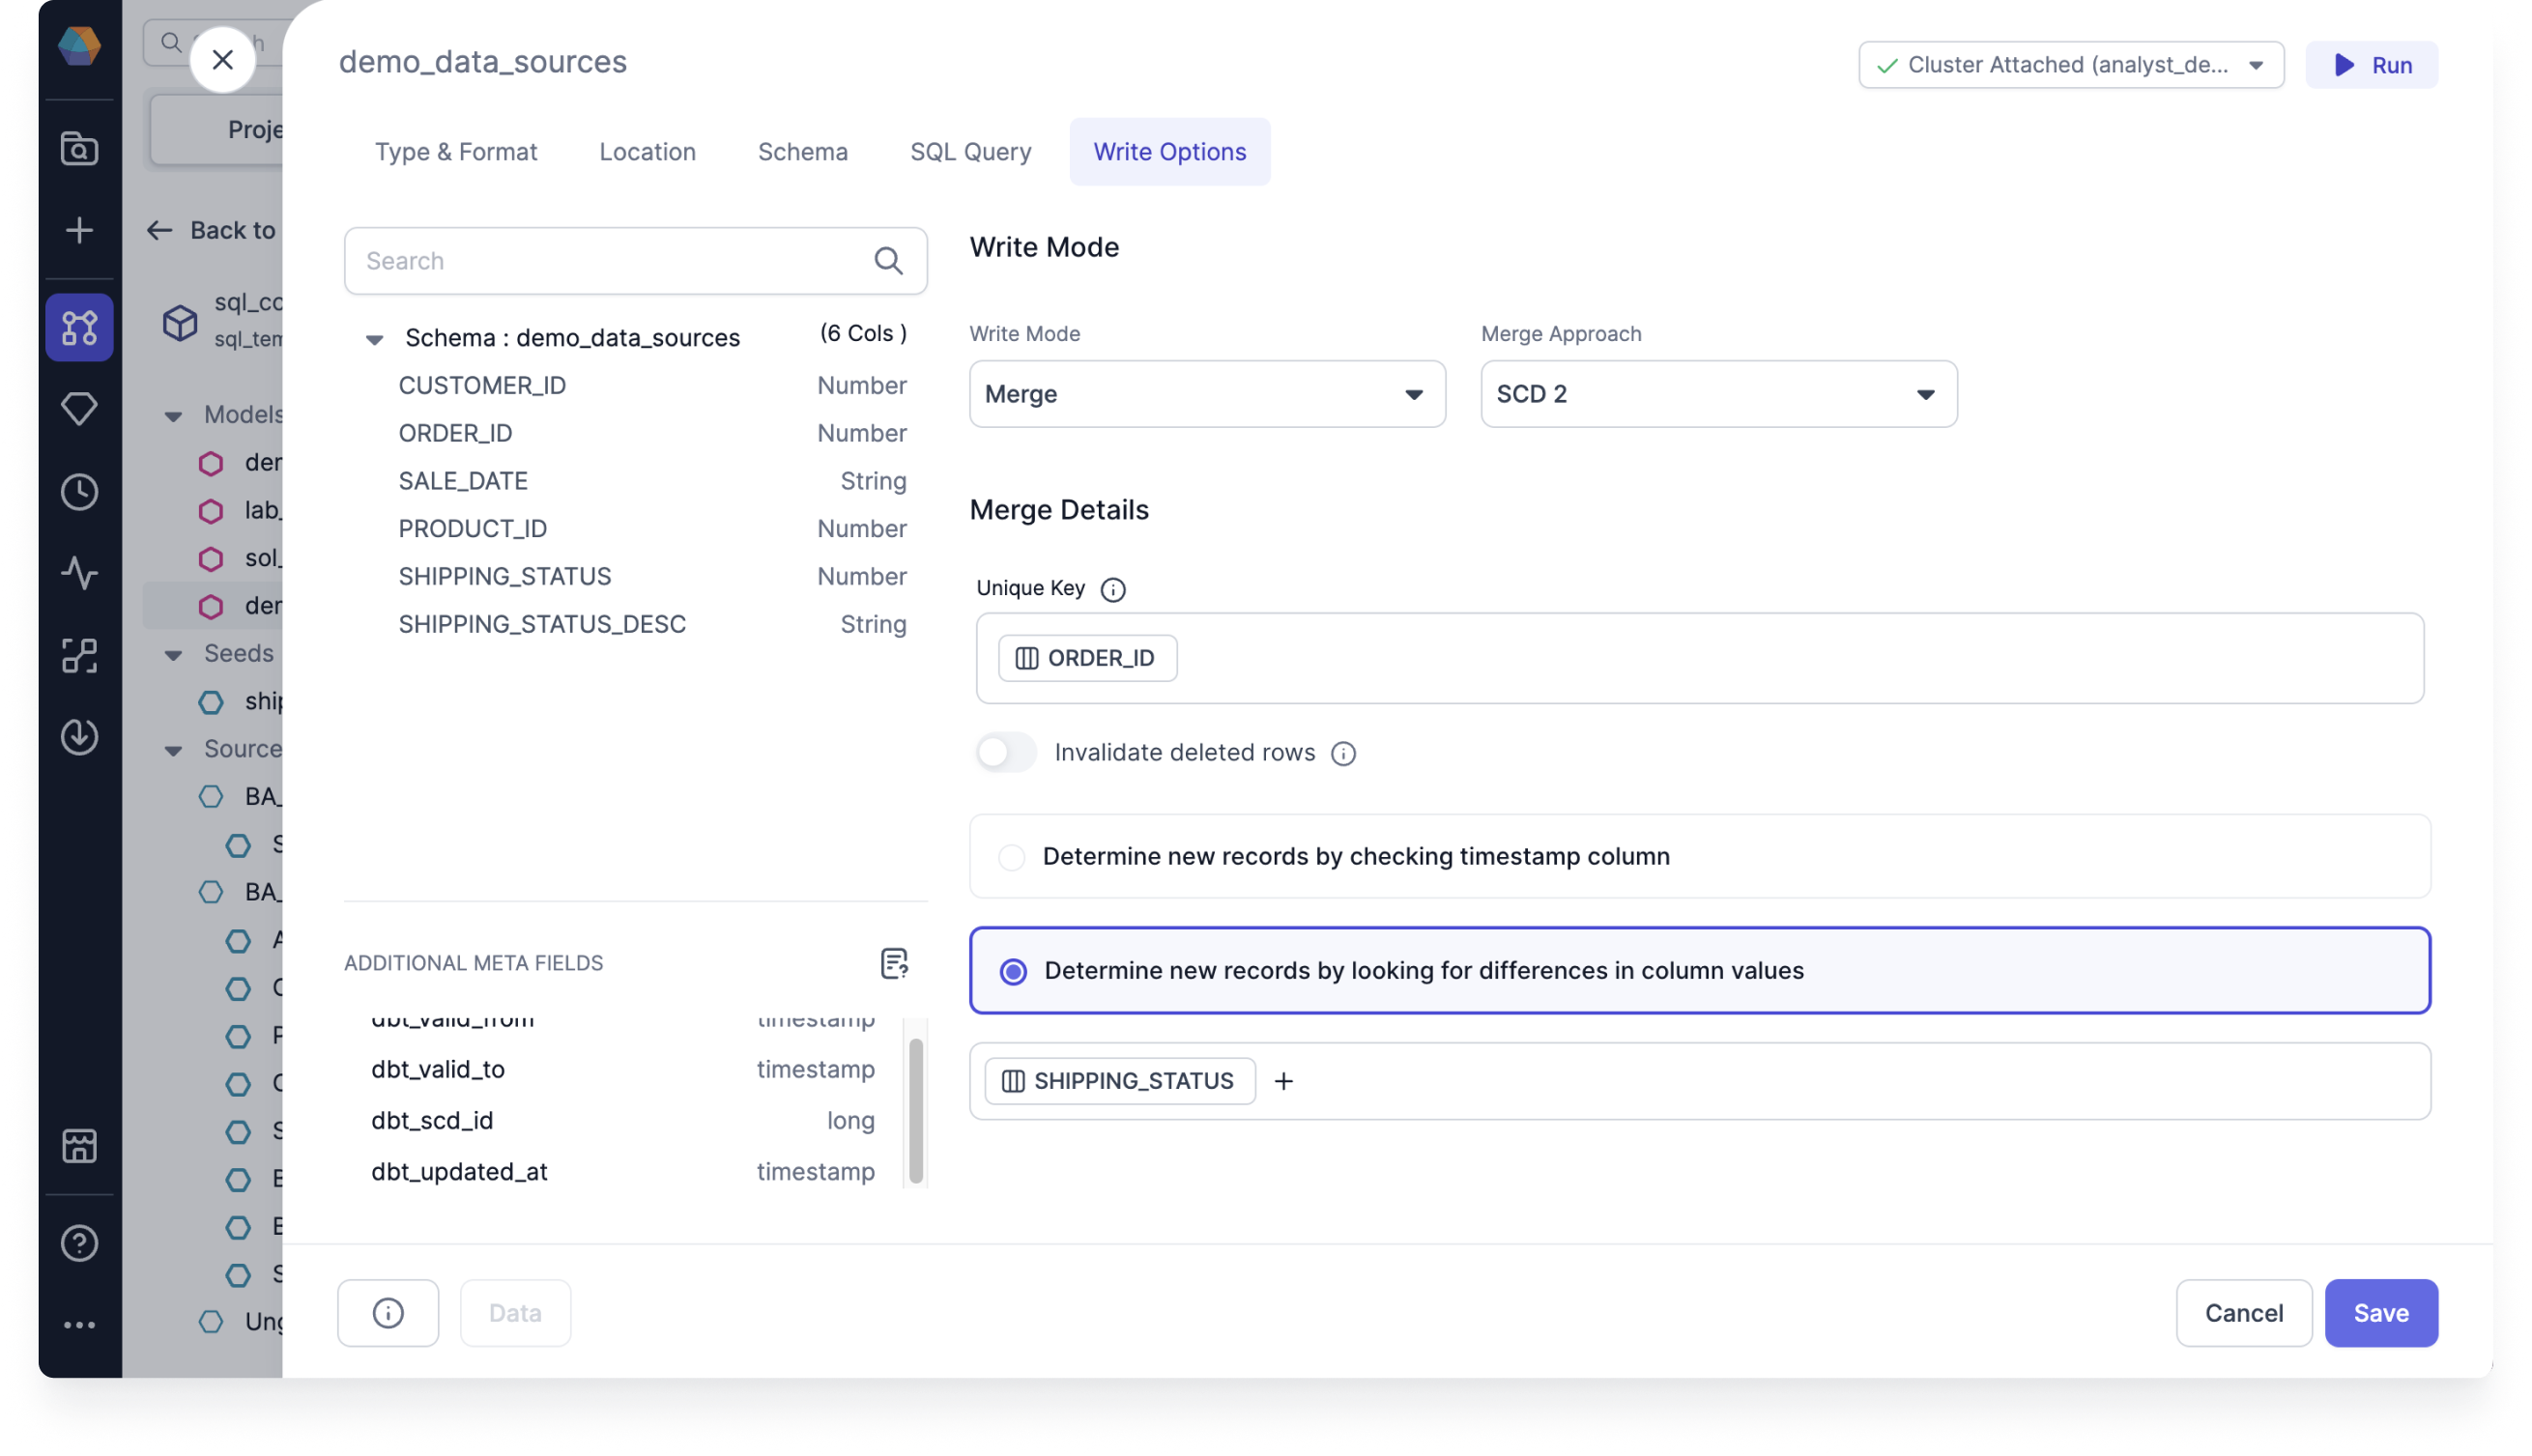 demo_data_sources
Cluster Attached (analyst_de...
Run
Type & Format
Location
Schema
SQL Query
Write Options
Proje
Back to
sql_co
sql_tem
Models
der
lab_
sol_
der
Seeds
ship
Source
BA_
S
BA_
Ung
Search
Schema : demo_data_sources (6 Cols )
CUSTOMER_ID Number
ORDER_ID Number
SALE_DATE String
PRODUCT_ID Number
SHIPPING_STATUS Number
SHIPPING_STATUS_DESC String
ADDITIONAL META FIELDS
dbt_valid_from timestamp
dbt_valid_to timestamp
dbt_scd_id long
dbt_updated_at timestamp
Write Mode
Write Mode
Merge
Merge Approach
SCD 2
Merge Details
Unique Key
ORDER_ID
Invalidate deleted rows
Determine new records by checking timestamp column
Determine new records by looking for differences in column values
SHIPPING_STATUS +
Data
Cancel
Save